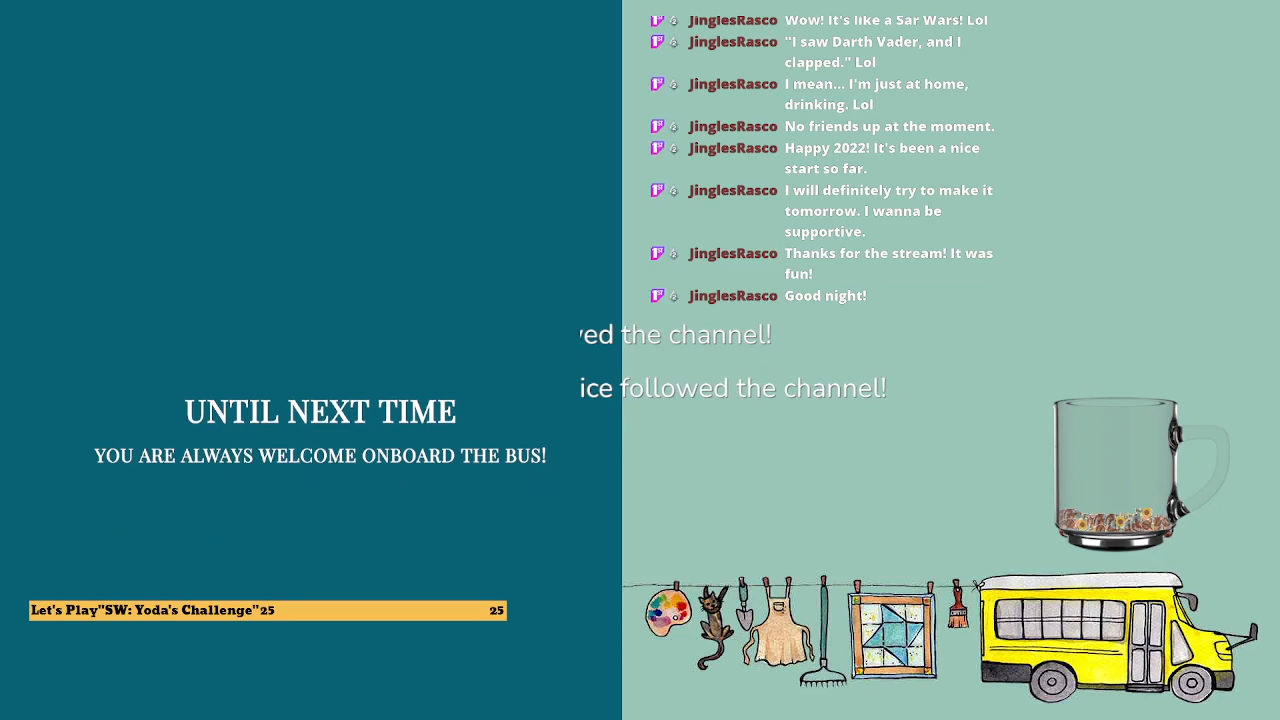 JinglesRasco Wow! It's like a Sar Wars! Lol
JinglesRasco "I saw Darth Vader, and I
clapped." Lol
JinglesRasco I mean... I'm just at home,
drinking. Lol
JinglesRasco No friends up at the moment.
JinglesRasco Happy 2022! It's been a nice
start so far.
JinglesRasco I will definitely try to make it
tomorrow. I wanna be
supportive.
JinglesRasco Thanks for the stream! It was
fun!
JinglesRasco Good night!
the channel!
followed the channel!
UNTIL NEXT TIME
YOU ARE ALWAYS WELCOME ONBOARD THE BUS!
Let's Play"SW: Yoda's Challenge"25 25